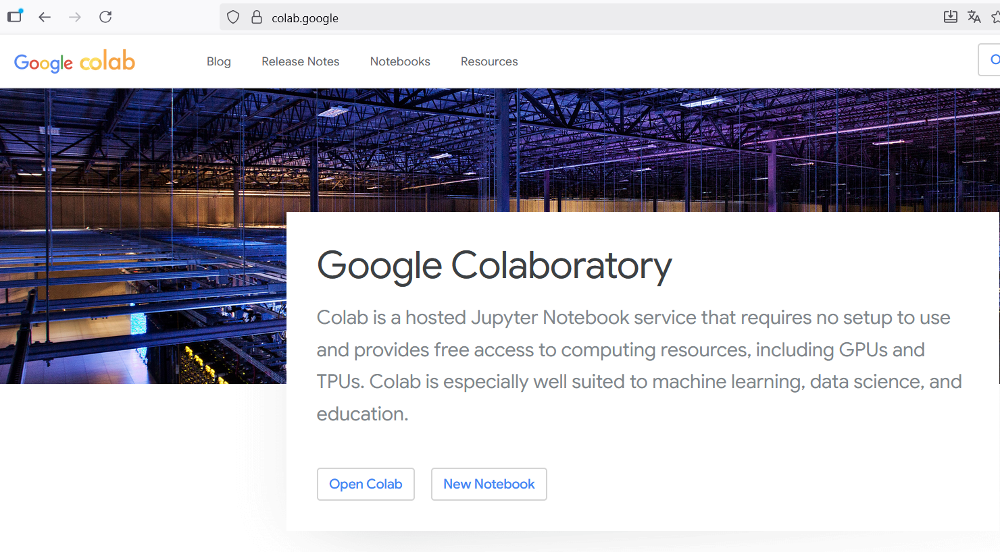 colab.google
Google colab
Blog
Release Notes
Notebooks
Resources
Google Colaboratory
Colab is a hosted Jupyter Notebook service that requires no setup to use
and provides free access to computing resources, including GPUs and
TPUs. Colab is especially well suited to machine learning, data science, and
education.
Open Colab
New Notebook